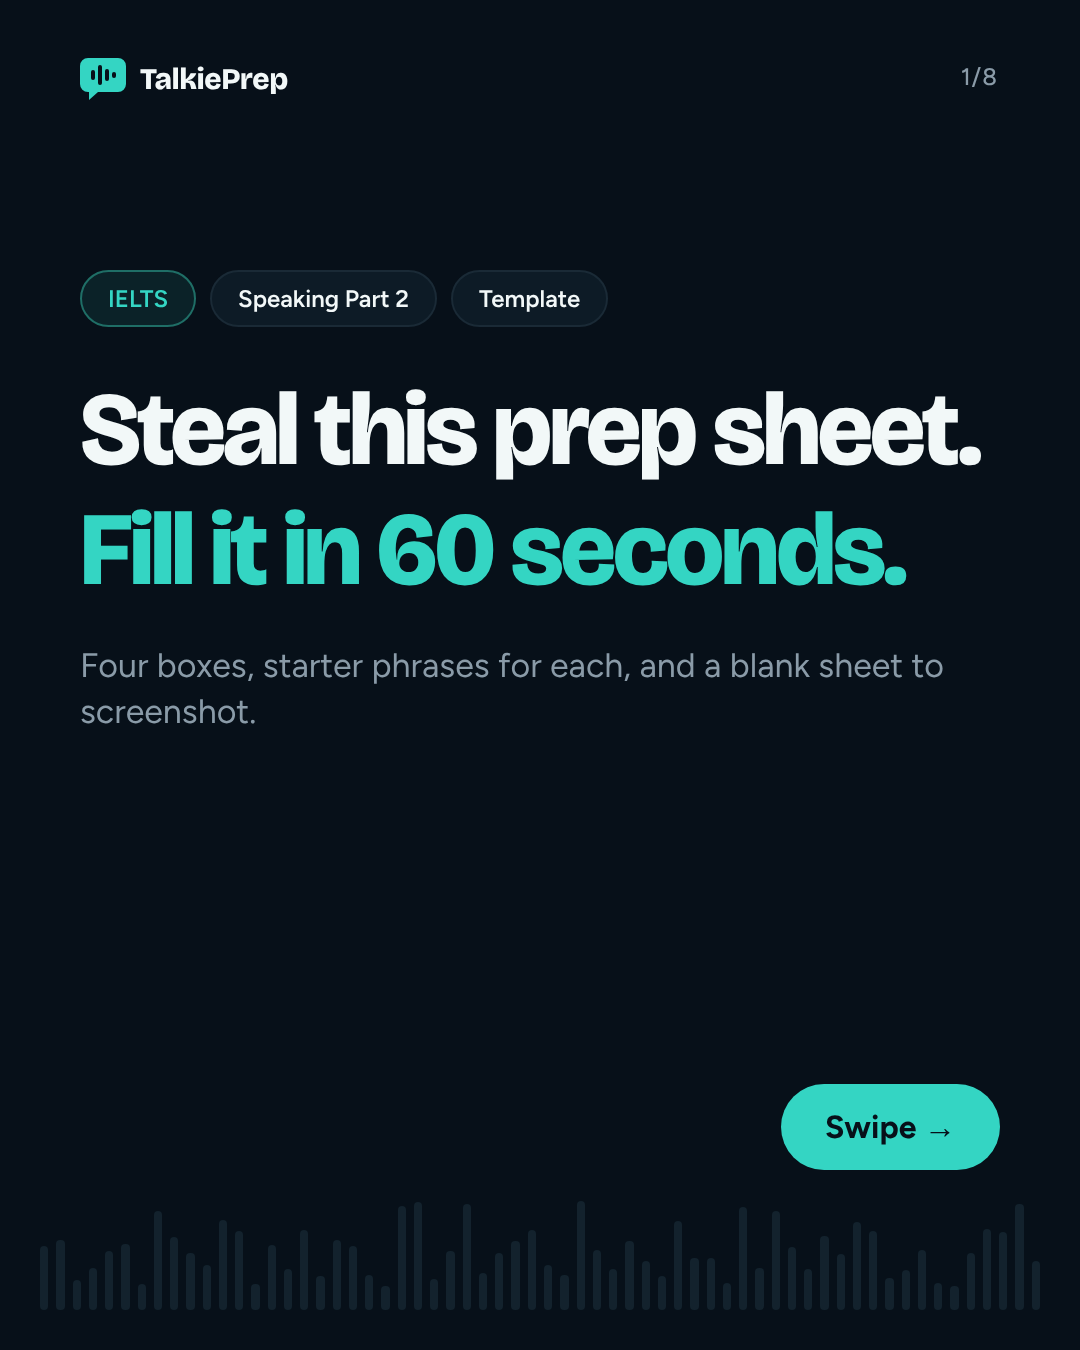 TalkiePrep
1/8
IELTS
Speaking Part 2
Template
Steal this prep sheet.
Fill it in 60 seconds.
Four boxes, starter phrases for each, and a blank sheet to
screenshot.
Swipe →